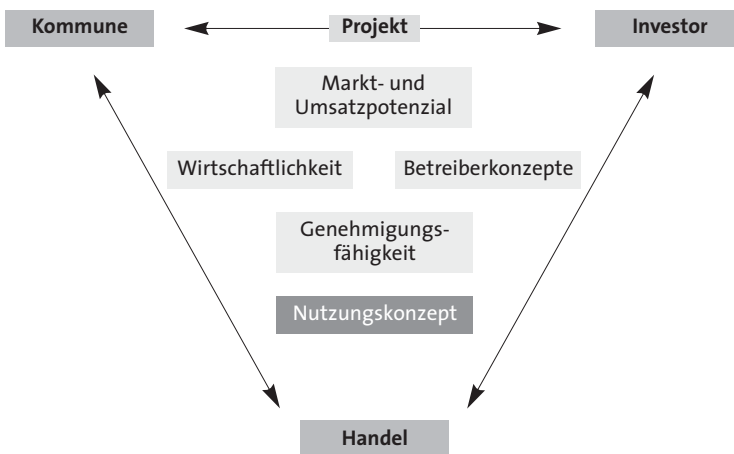 Kommune Projekt Investor
Markt- und
Umsatzpotenzial
Wirtschaftlichkeit Betreiberkonzepte
Genehmigungs-
fähigkeit
Nutzungskonzept
Handel